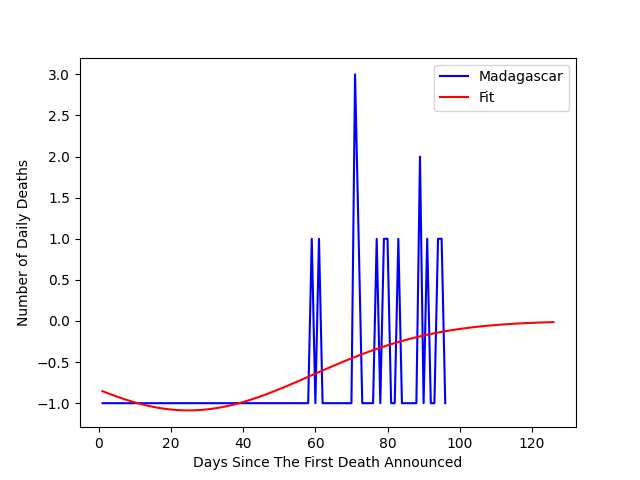 Madagascar
Fit
3.0
2.5
2.0
1.5
1.0
0.5
0.0
−0.5
−1.0
Number of Daily Deaths
0 20 40 60 80 100 120
Days Since The First Death Announced